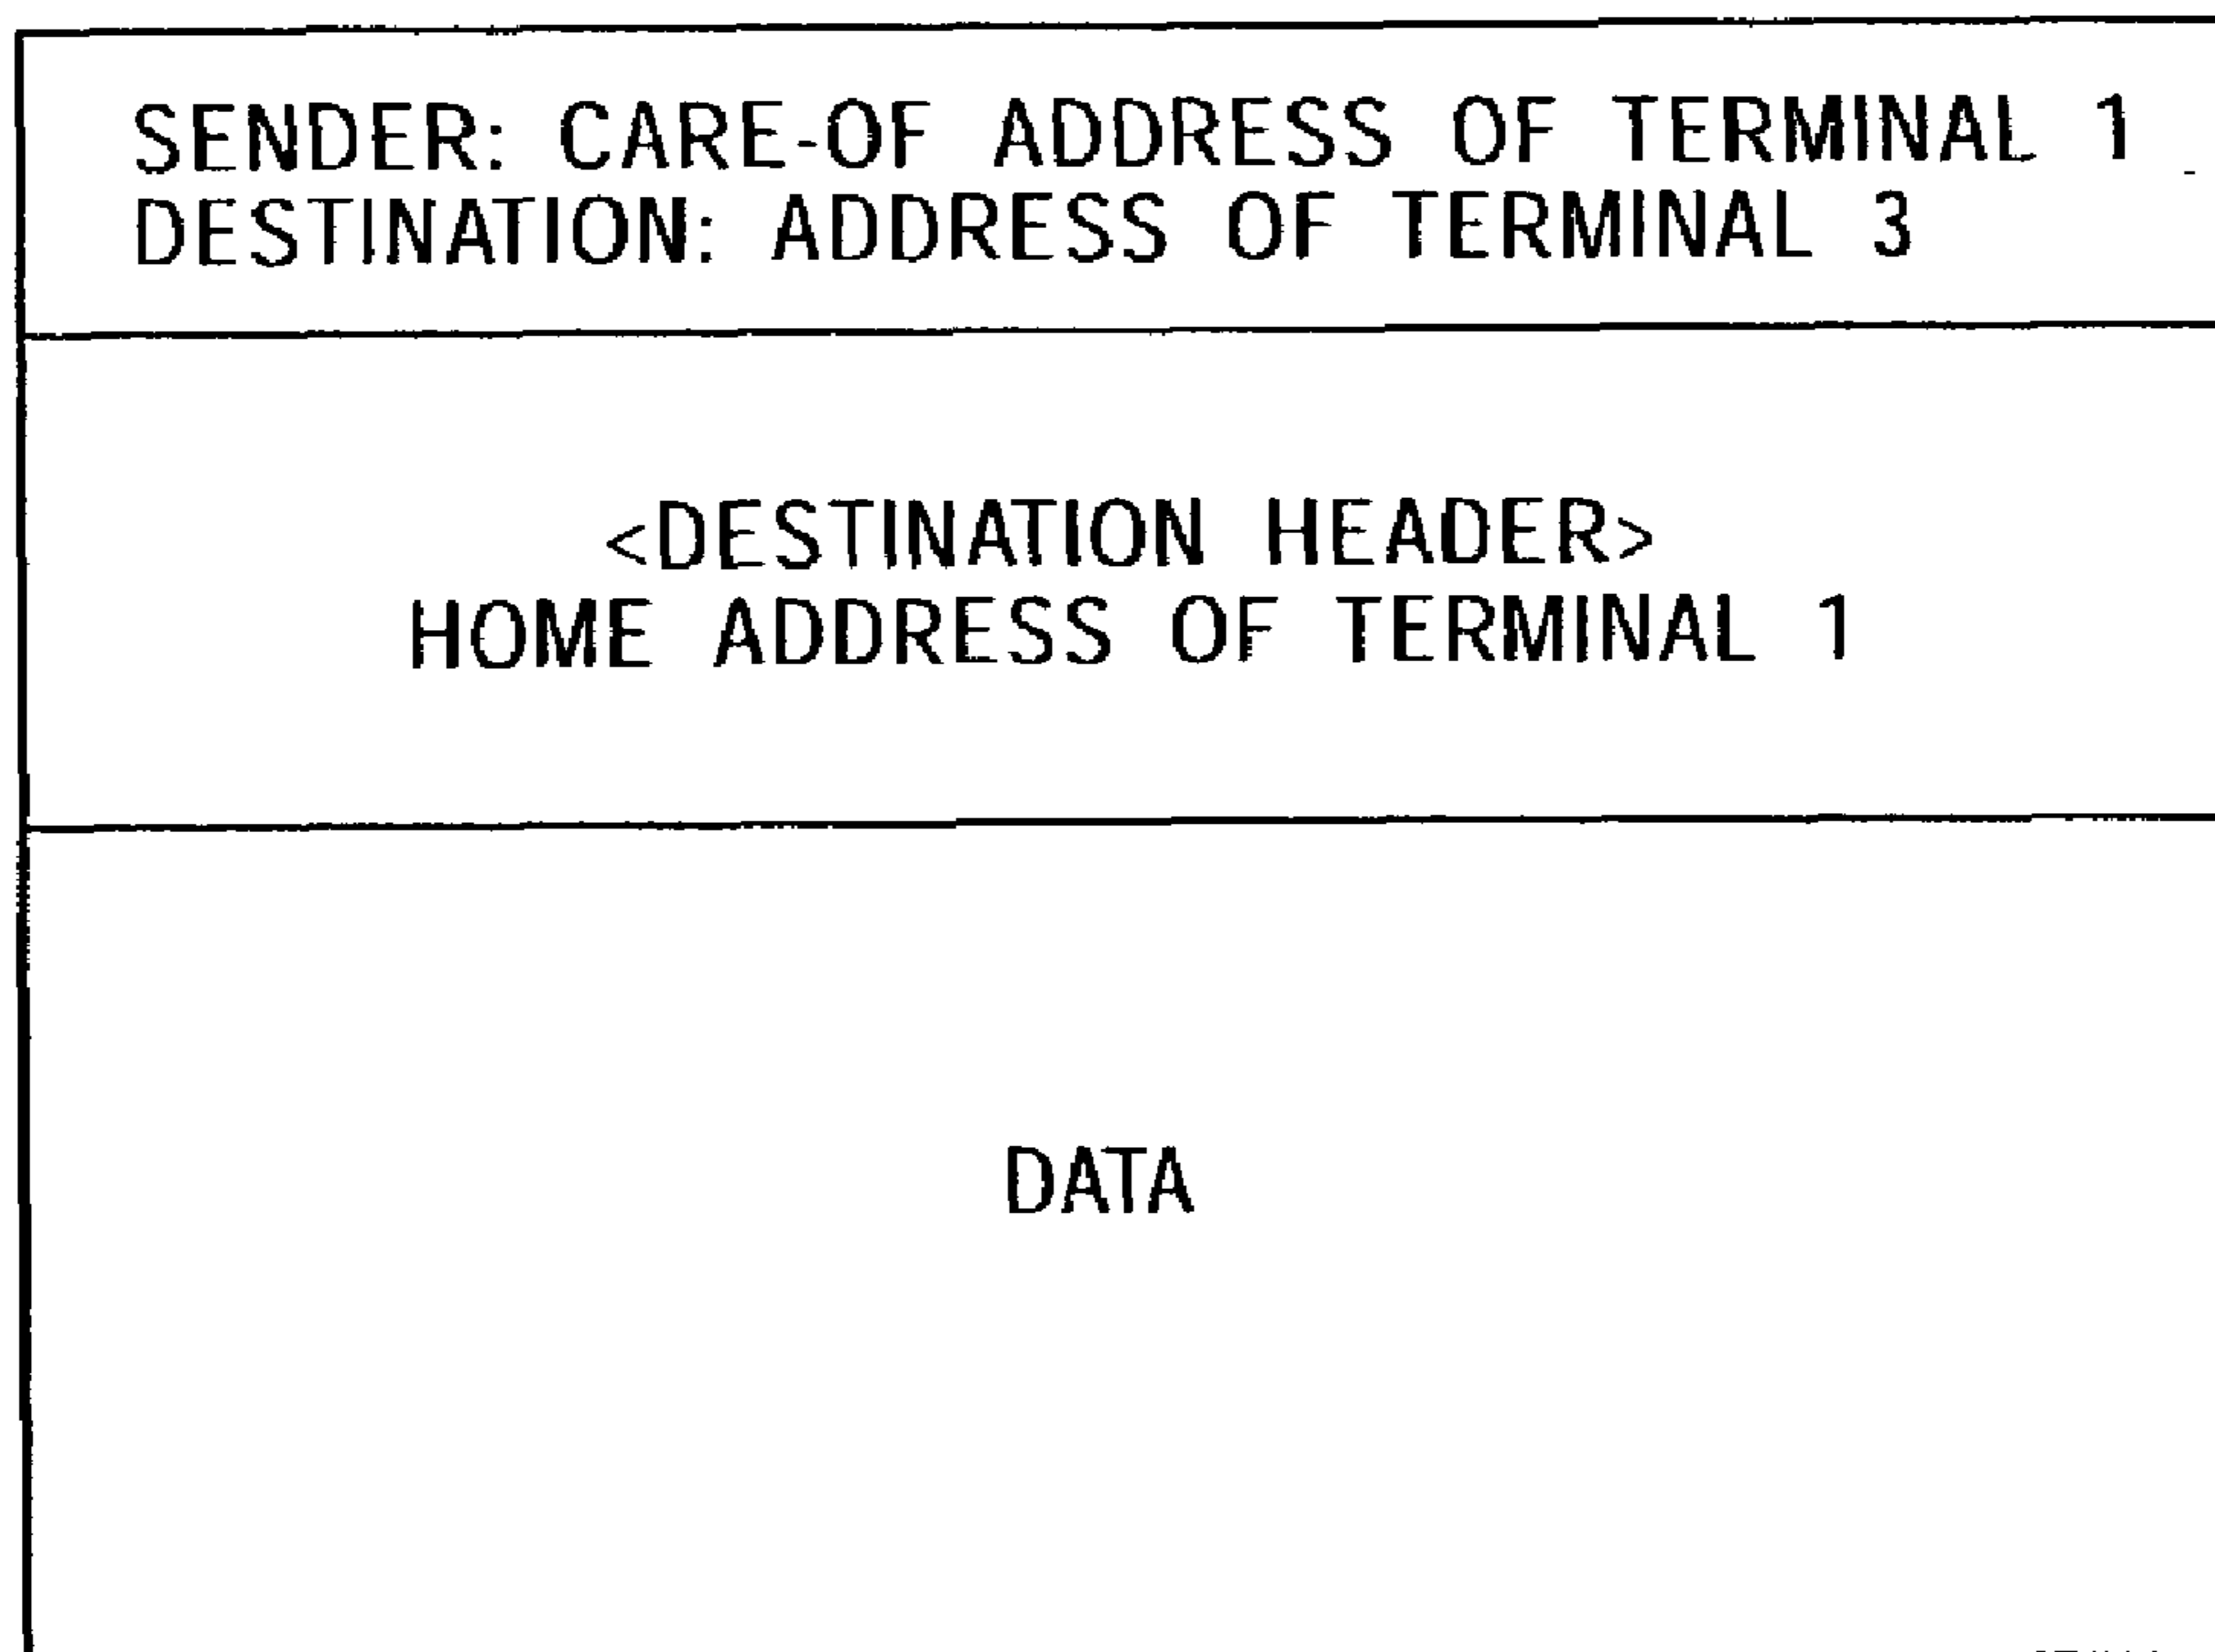 SENDER: CARE-OF ADDRESS OF TERMINAL 1
DESTINATION: ADDRESS OF TERMINAL 3
<DESTINATION HEADER>
HOME ADDRESS OF TERMINAL 1
DATA